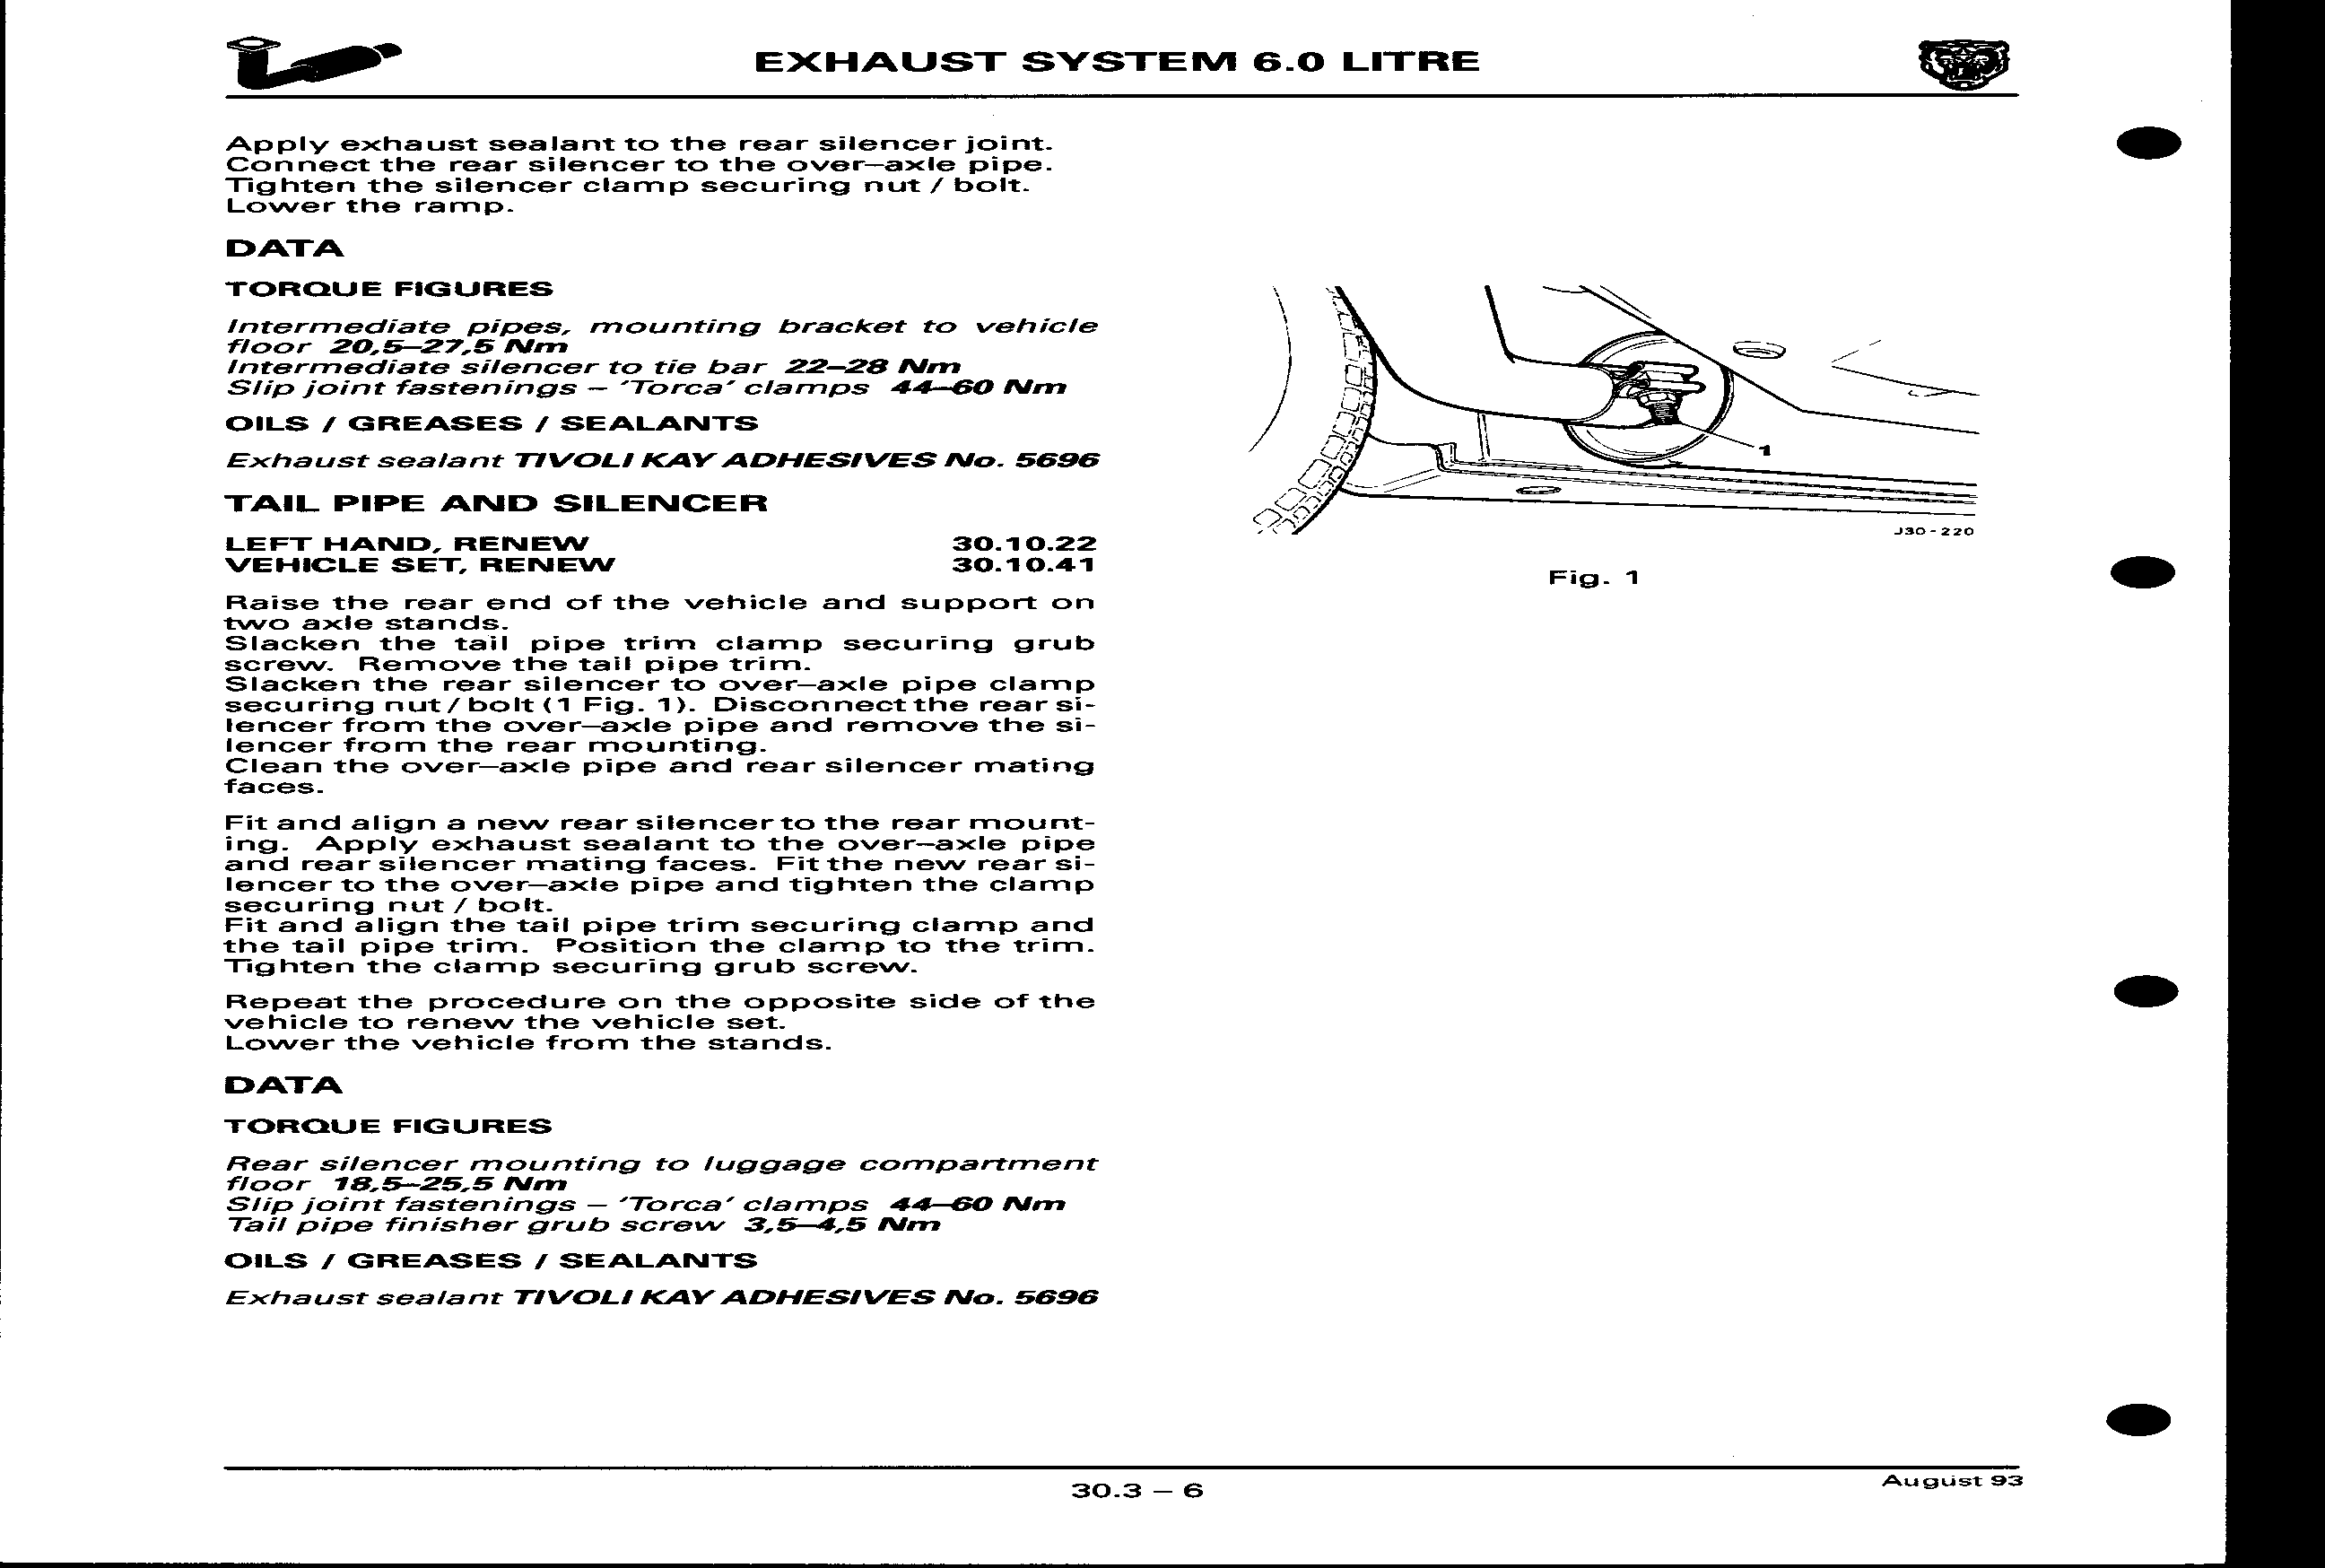 EXHAUST SYSTEM 6.0 LITRE
Apply exhaust sealant to the rear silencer joint.
Connect the rear silencer to the over–axle pipe.
Tighten the silencer clamp securing nut / bolt.
Lower the ramp.
DATA
TORQUE FIGURES
Intermediate pipes, mounting bracket to vehicle
floor 20,5–27,5 Nm
Intermediate silencer to tie bar 22–28 Nm
Slip joint fastenings – ‘Torca’ clamps 44–60 Nm
OILS / GREASES / SEALANTS
Exhaust sealant TIVOLI KAY ADHESIVES No. 5696
TAIL PIPE AND SILENCER
LEFT HAND, RENEW 30.10.22
VEHICLE SET, RENEW 30.10.41
Raise the rear end of the vehicle and support on
two axle stands.
Slacken the tail pipe trim clamp securing grub
screw. Remove the tail pipe trim.
Slacken the rear silencer to over–axle pipe clamp
securing nut / bolt (1 Fig. 1). Disconnect the rear si-
lencer from the over–axle pipe and remove the si-
lencer from the rear mounting.
Clean the over–axle pipe and rear silencer mating
faces.
Fit and align a new rear silencer to the rear mount-
ing. Apply exhaust sealant to the over–axle pipe
and rear silencer mating faces. Fit the new rear si-
lencer to the over–axle pipe and tighten the clamp
securing nut / bolt.
Fit and align the tail pipe trim securing clamp and
the tail pipe trim. Position the clamp to the trim.
Tighten the clamp securing grub screw.
Repeat the procedure on the opposite side of the
vehicle to renew the vehicle set.
Lower the vehicle from the stands.
DATA
TORQUE FIGURES
Rear silencer mounting to luggage compartment
floor 18,5–25,5 Nm
Slip joint fastenings – ‘Torca’ clamps 44–60 Nm
Tail pipe finisher grub screw 3,5–4,5 Nm
OILS / GREASES / SEALANTS
Exhaust sealant TIVOLI KAY ADHESIVES No. 5696
1
J30-220
Fig. 1
30.3 – 6
August 93